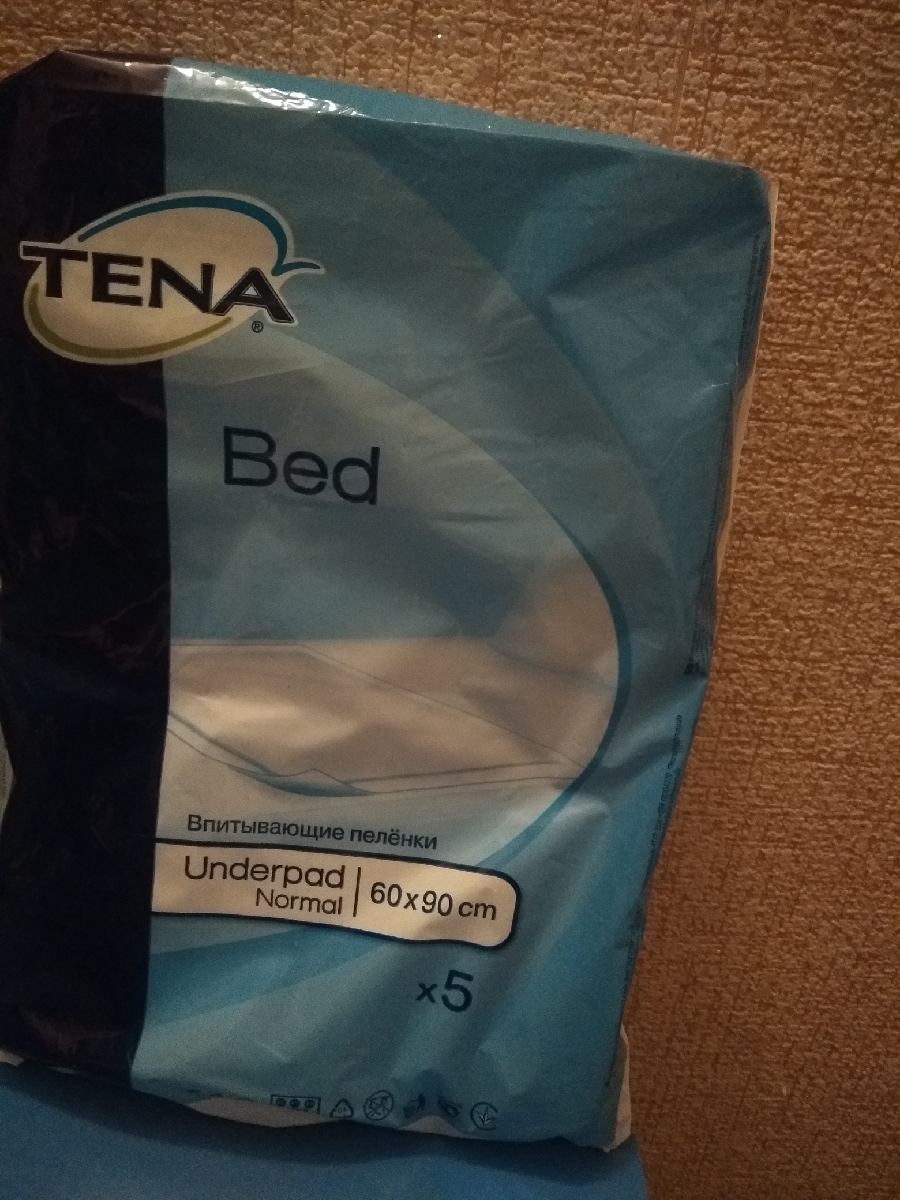 TENA
®
Bed
Впитывающие пелёнки
Underpad
Normal
60x90 cm
x5